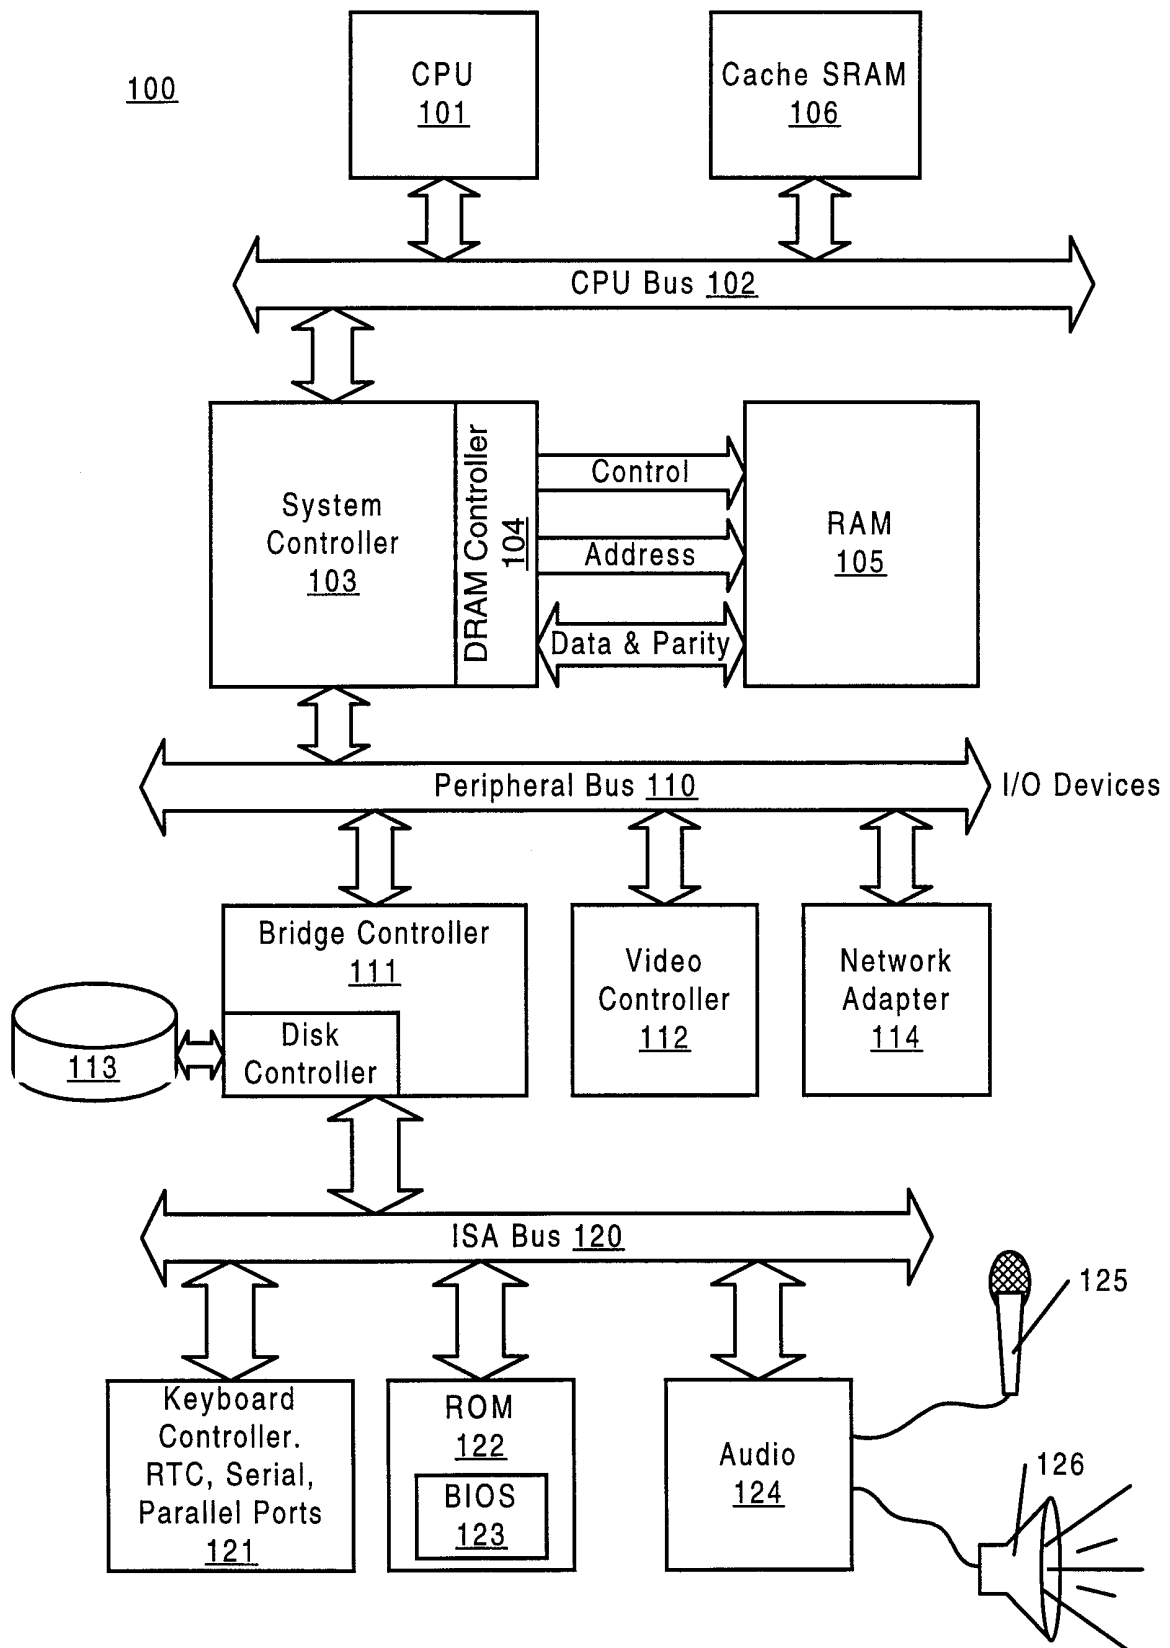 100
CPU
101
Cache SRAM
106
CPU Bus 102
System
Controller
103
DRAM Controller
104
Control
Address
Data & Parity
RAM
105
Peripheral Bus 110
I/O Devices
Bridge Controller
111
Disk
Controller
113
Video
Controller
112
Network
Adapter
114
ISA Bus 120
Keyboard
Controller.
RTC, Serial,
Parallel Ports
121
ROM
122
BIOS
123
Audio
124
125
126